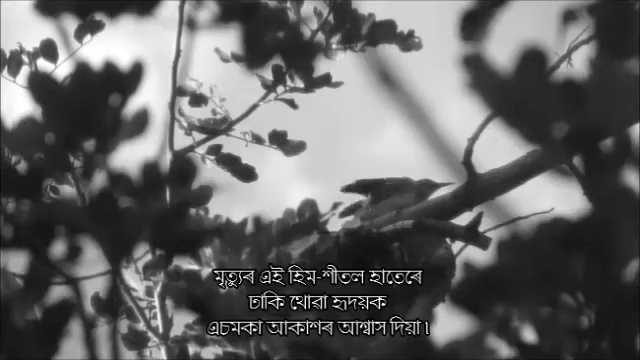 মৃত্যুৰ এই হিম-শীতল হাতেৰে
ঢাকি থোৱা হৃদয়ক
এচমকা আকাশৰ আশ্বাস দিয়া৷